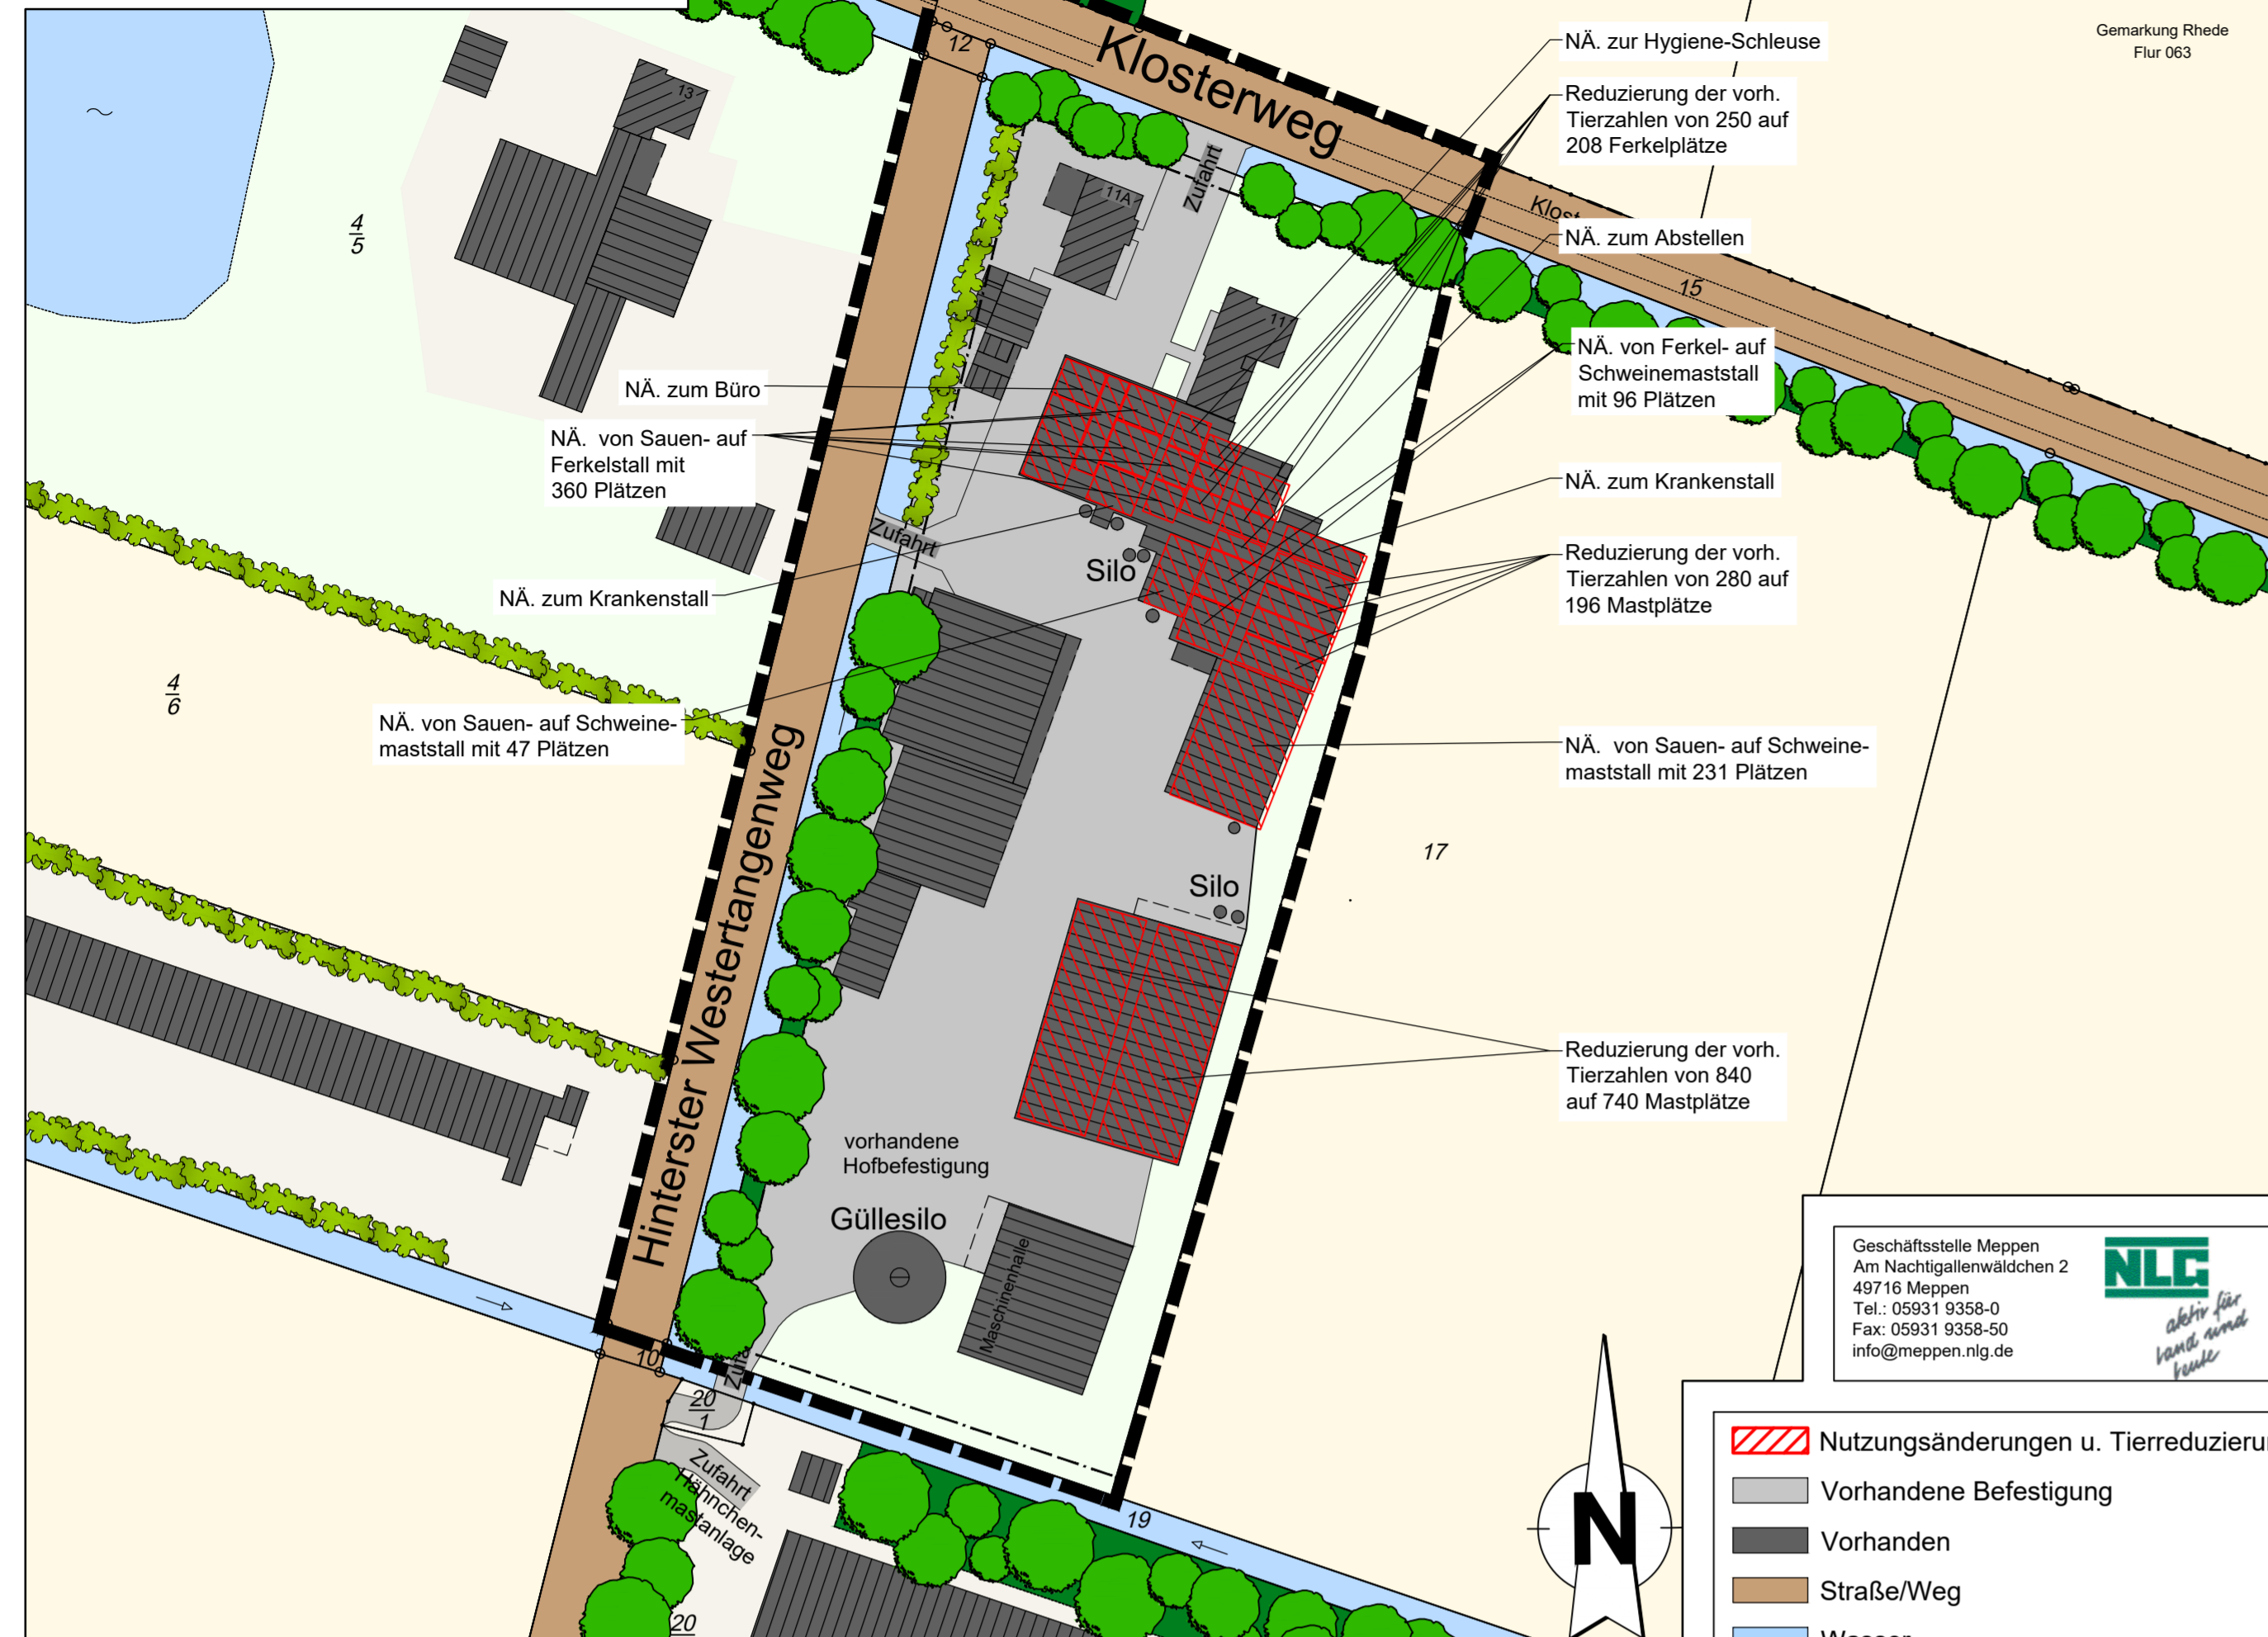 Gemarkung Rhede
Flur 063
12
Klosterweg
NÄ. zur Hygiene-Schleuse
Reduzierung der vorh.
Tierzahlen von 250 auf
208 Ferkelplätze
13
11A
Zufahrt
4
5
NÄ. zum Abstellen
15
11
NÄ. von Ferkel- auf
Schweinemaststall
mit 96 Plätzen
NÄ. zum Büro
NÄ. von Sauen- auf
Ferkelstall mit
360 Plätzen
NÄ. zum Krankenstall
Zufahrt
Silo
Reduzierung der vorh.
Tierzahlen von 280 auf
196 Mastplätze
NÄ. zum Krankenstall
4
6
NÄ. von Sauen- auf Schweine-
maststall mit 47 Plätzen
NÄ. von Sauen- auf Schweine-
maststall mit 231 Plätzen
Hinterster Westertangenweg
17
Silo
Reduzierung der vorh.
Tierzahlen von 840
auf 740 Mastplätze
vorhandene
Hofbefestigung
Güllesilo
Maschinenhalle
10
20
1
Zufahrt
Hähnchen-
mastanlage
19
20
Geschäftsstelle Meppen
Am Nachtigallenwäldchen 2
49716 Meppen
Tel.: 05931 9358-0
Fax: 05931 9358-50
info@meppen.nlg.de
NLG
aktiv für
land und
leute
N
Nutzungsänderungen u.
Vorhandene Befestigung
Vorhanden
Straße/Weg